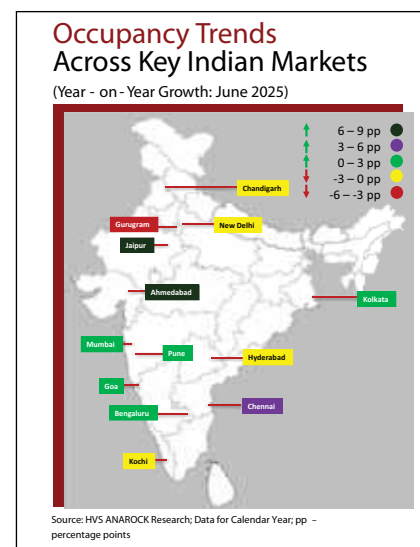 Occupancy Trends
Across Key Indian Markets
(Year - on - Year Growth: June 2025)
6 – 9 pp
3 – 6 pp
0 – 3 pp
-3 – 0 pp
-6 – -3 pp
Chandigarh
Gurugram
New Delhi
Jaipur
Ahmedabad
Kolkata
Mumbai
Pune
Hyderabad
Goa
Chennai
Bengaluru
Kochi
Source: HVS ANAROCK Research; Data for Calendar Year; pp –
percentage points